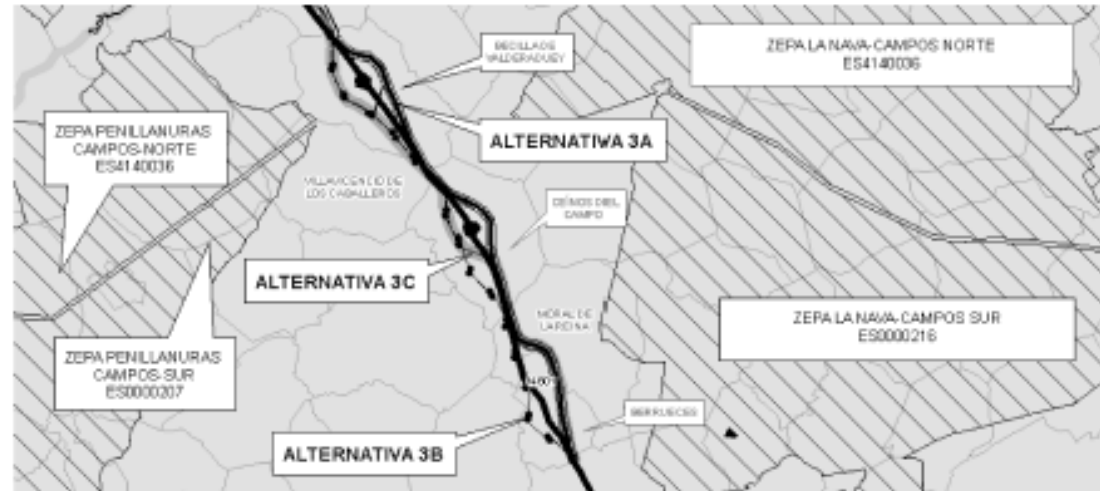 BECILLA DE
VALDERADUEY
ZEPA LA NAVA-CAMPOS NORTE
ES4140036
ZEPA PENILLANURAS
CAMPOS-NORTE
ES4140036
ALTERNATIVA 3A
VILLAVICENCIO DE
LOS CABALLEROS
CEÍNOS DEL
CAMPO
ALTERNATIVA 3C
MORAL DE
LA REINA
ZEPA LA NAVA-CAMPOS SUR
ES0000216
ZEPA PENILLANURAS
CAMPOS-SUR
ES0000207
N-601
BERRUECES
ALTERNATIVA 3B